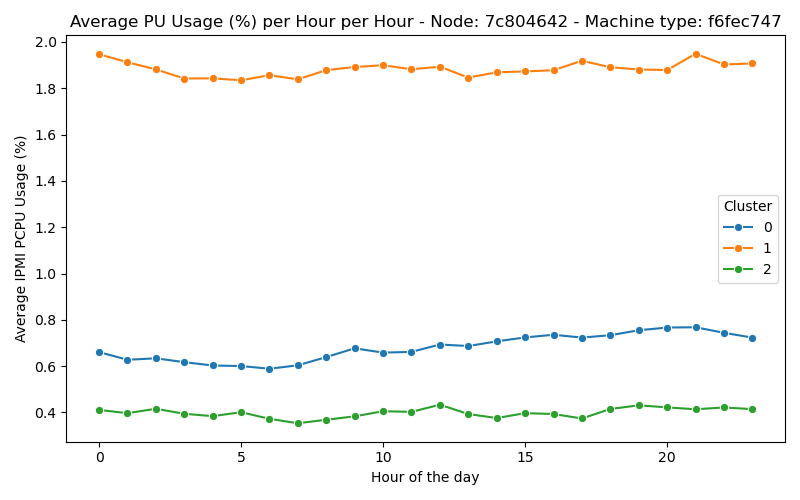 Average PU Usage (%) per Hour per Hour - Node: 7c804642 - Machine type: f6fec747
2.0
1.8
1.6
1.4
1.2
1.0
0.8
0.6
0.4
Average IPMI PCPU Usage (%)
Cluster
0
1
2
0 5 10 15 20
Hour of the day